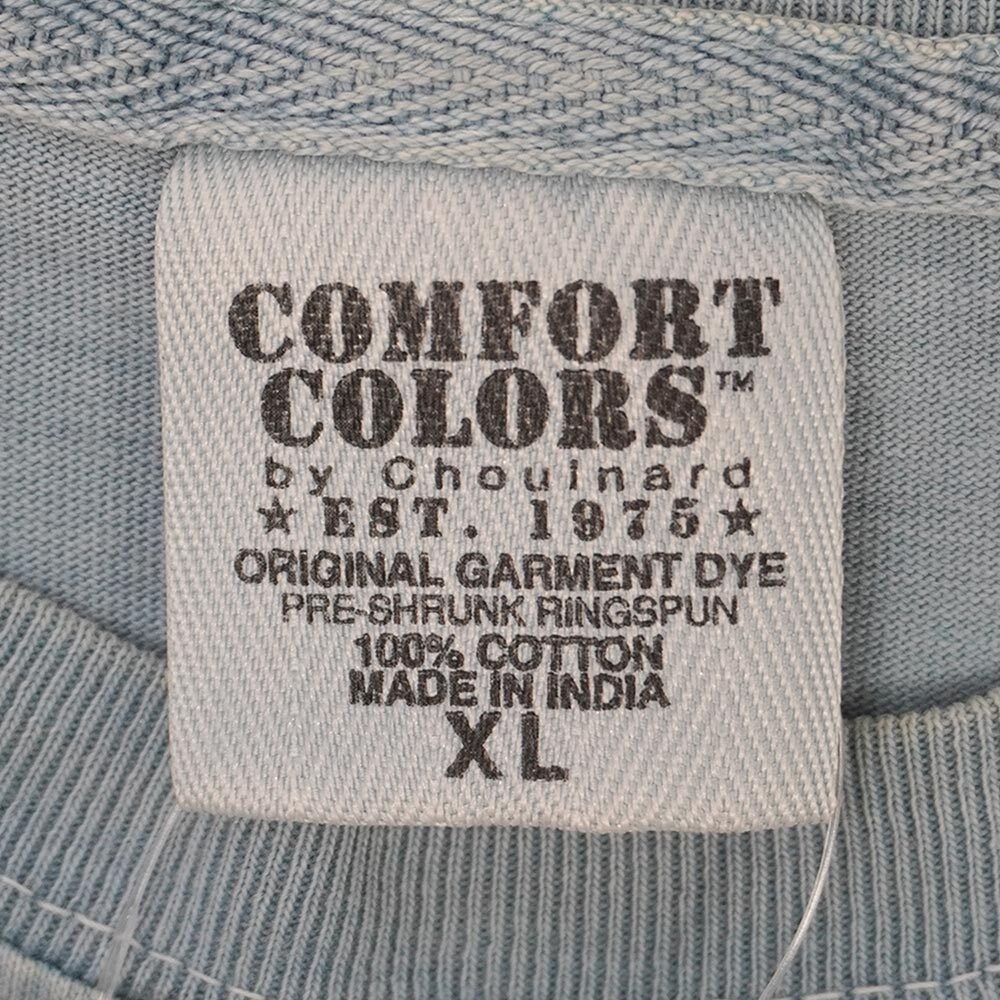 COMFORT
COLORS™
by Chouinard
★ EST. 1975 ★
ORIGINAL GARMENT DYE
PRE-SHRUNK RINGSPUN
100% COTTON
MADE IN INDIA
XL